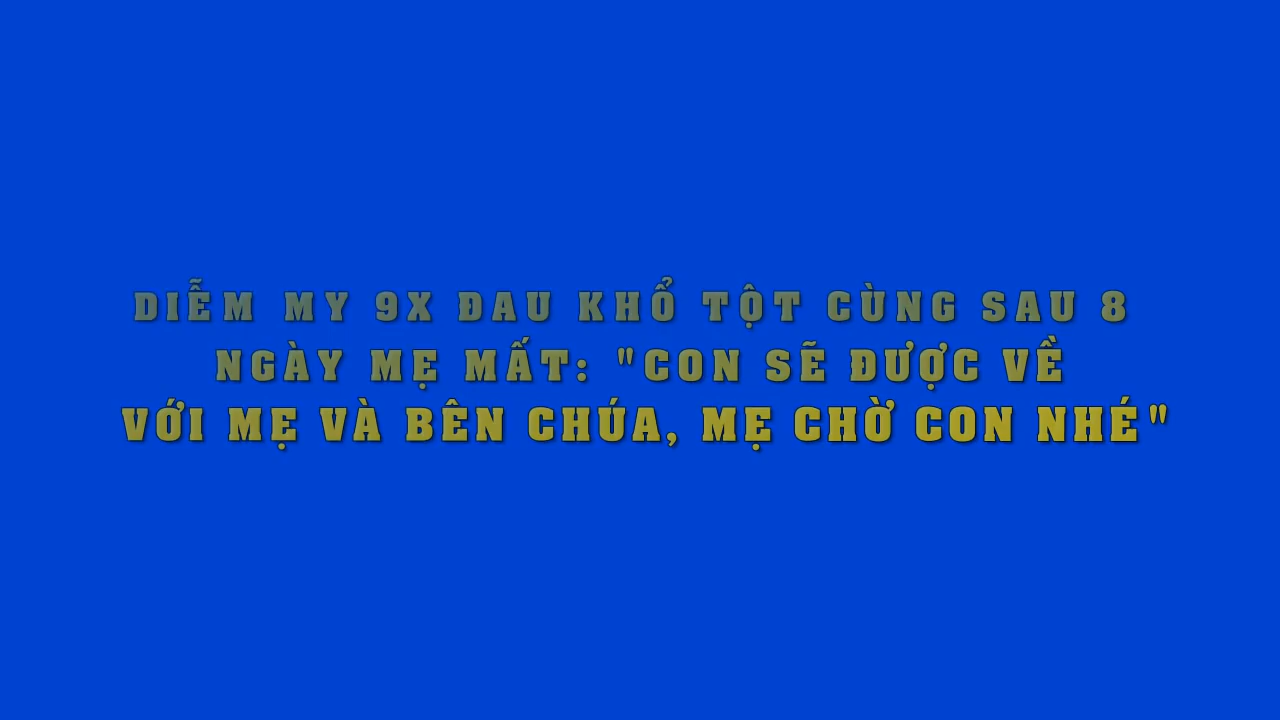 DIỄM MY 9X ĐAU KHỔ TỘT CÙNG SAU 8
NGÀY MẸ MẤT: "CON SẼ ĐƯỢC VỀ
VỚI MẸ VÀ BÊN CHÚA, MẸ CHỜ CON NHÉ"